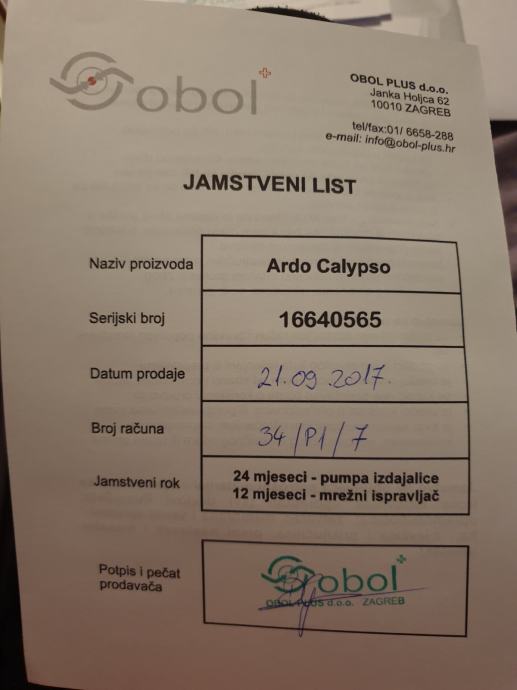 obol
OBOL PLUS d.o.o.
Janka Holjca 62
10010 ZAGREB
tel/fax:01/ 6658-288
e-mail: info@obol-plus.hr
JAMSTVENI LIST
Naziv proizvoda
Ardo Calypso
Serijski broj
16640565
Datum prodaje
21.09.2017.
Broj računa
34/P1/7
Jamstveni rok
24 mjeseci - pumpa izdajalice
12 mjeseci - mrežni ispravljač
Potpis i pečat
prodavača
obol
OBOL PLUS d.o.o. ZAGREB